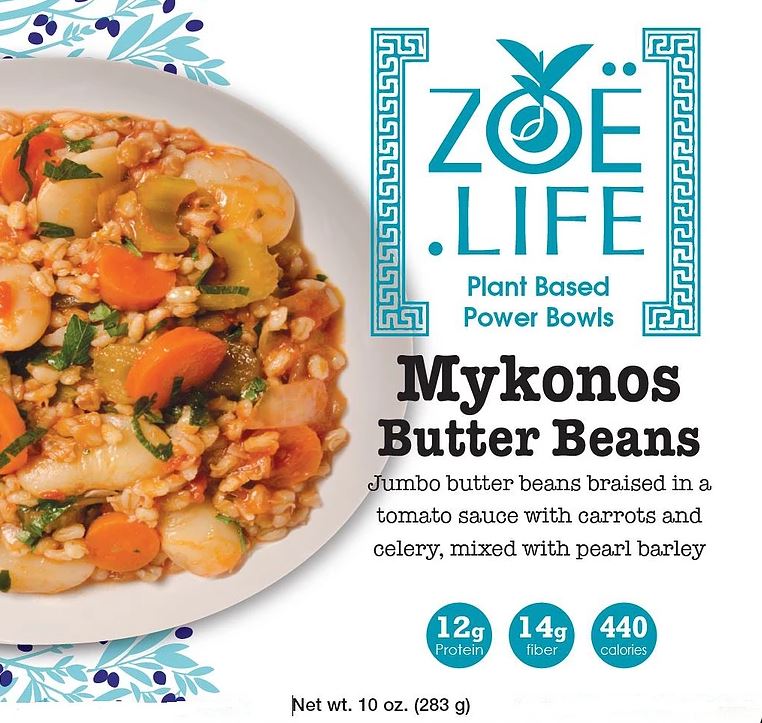 ZOË
.LIFE
Plant Based
Power Bowls
Mykonos
Butter Beans
Jumbo butter beans braised in a
tomato sauce with carrots and
celery, mixed with pearl barley
12g
Protein
14g
fiber
440
calories
Net wt. 10 oz. (283 g)